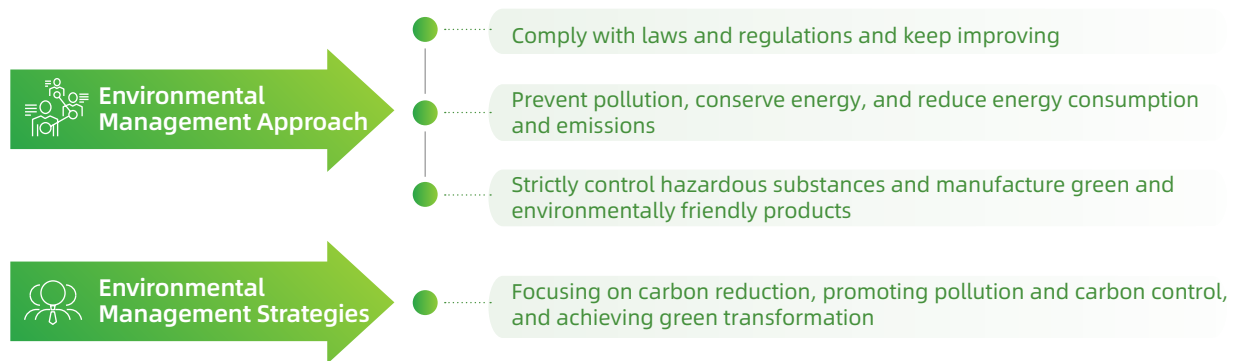 Environmental
Management Approach
Comply with laws and regulations and keep improving
Prevent pollution, conserve energy, and reduce energy consumption
and emissions
Strictly control hazardous substances and manufacture green and
environmentally friendly products
Environmental
Management Strategies
Focusing on carbon reduction, promoting pollution and carbon control,
and achieving green transformation